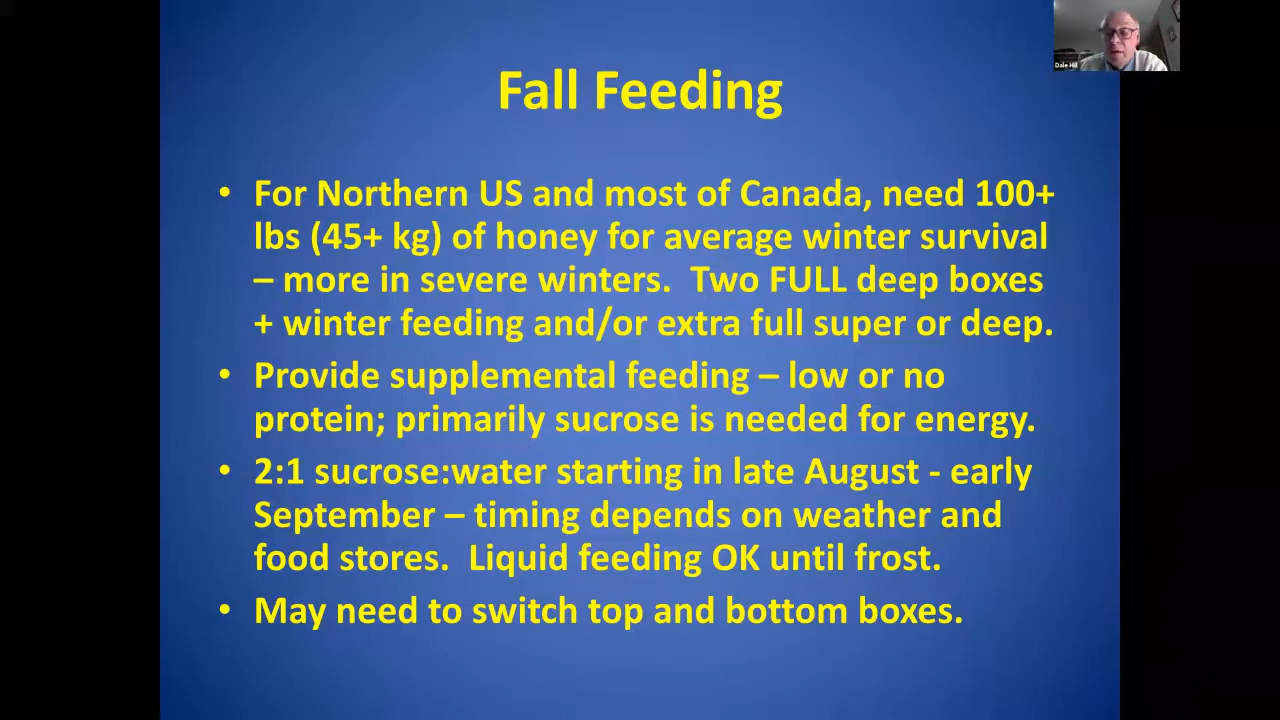 Dale Hill
Fall Feeding
• For Northern US and most of Canada, need 100+
lbs (45+ kg) of honey for average winter survival
– more in severe winters.  Two FULL deep boxes
+ winter feeding and/or extra full super or deep.
• Provide supplemental feeding – low or no
protein; primarily sucrose is needed for energy.
• 2:1 sucrose:water starting in late August - early
September – timing depends on weather and
food stores.  Liquid feeding OK until frost.
• May need to switch top and bottom boxes.